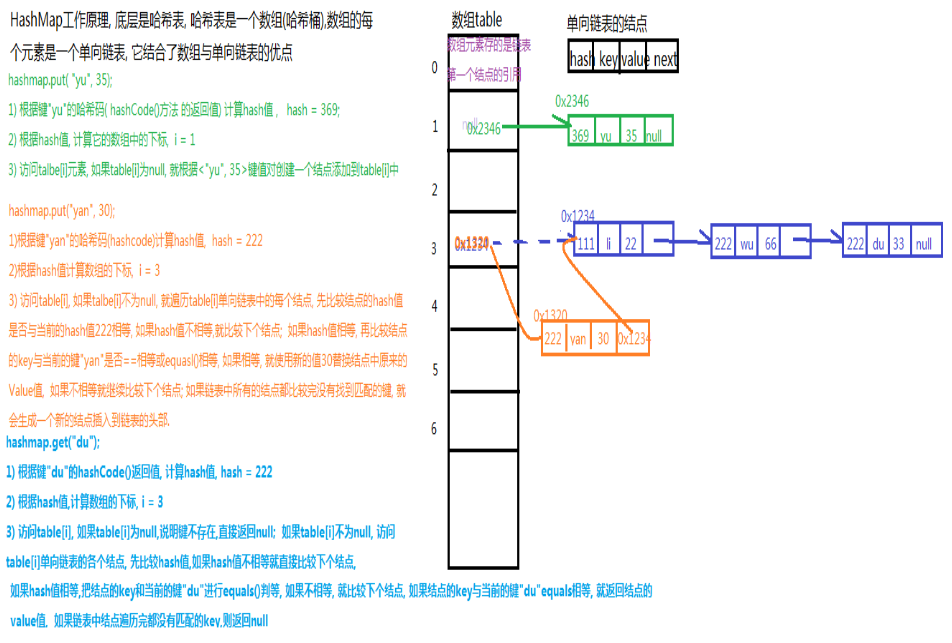 HashMap工作原理, 底层是哈希表, 哈希表是一个数组(哈希桶),数组的每
个元素是一个单向链表, 它结合了数组与单向链表的优点
hashmap.put( "yu", 35);
1) 根据键"yu"的哈希码( hashCode()方法 的返回值) 计算hash值 ,   hash = 369;
2) 根据hash值, 计算它的数组中的下标,  i = 1
3) 访问talbe[i]元素, 如果table[i]为null, 就根据<"yu", 35>键值对创建一个结点添加到table[i]中
hashmap.put("yan", 30);
1)根据键"yan"的哈希码(hashcode)计算hash值,  hash = 222
2)根据hash值计算数组的下标,  i = 3
3) 访问table[i], 如果talbe[i]不为null, 就遍历table[i]单向链表中的每个结点, 先比较结点的hash值
是否与当前的hash值222相等, 如果hash值不相等,就比较下个结点;  如果hash值相等, 再比较结点
的key与当前的键"yan"是否==相等或equasl()相等, 如果相等, 就使用新的值30替换结点中原来的
Value值,  如果不相等就继续比较下个结点; 如果链表中所有的结点都比较完没有找到匹配的键, 就
会生成一个新的结点插入到链表的头部.
hashmap.get("du");
1) 根据键"du"的hashCode()返回值, 计算hash值, hash = 222
2) 根据hash值,计算数组的下标, i = 3
3) 访问table[i], 如果table[i]为null,说明键不存在,直接返回null;  如果table[i]不为null, 访问
table[i]单向链表的各个结点, 先比较hash值,如果hash值不相等就直接比较下个结点,
如果hash值相等,把结点的key和当前的键"du"进行equals()判等, 如果不相等, 就比较下个结点, 如果结点的key与当前的键"du"equals相等, 就返回结点的
value值,  如果链表中结点遍历完都没有匹配的key,则返回null
数组table
数组元素存的是链表
第一个结点的引用
0
1
2
3
4
5
6
null
0x2346
0x1320
0x1234
单向链表的结点
hash key value next
0x2346
369 yu 35 null
0x1234
111 li 22
222 wu 66
222 du 33 null
0x1320
222 yan 30 0x1234